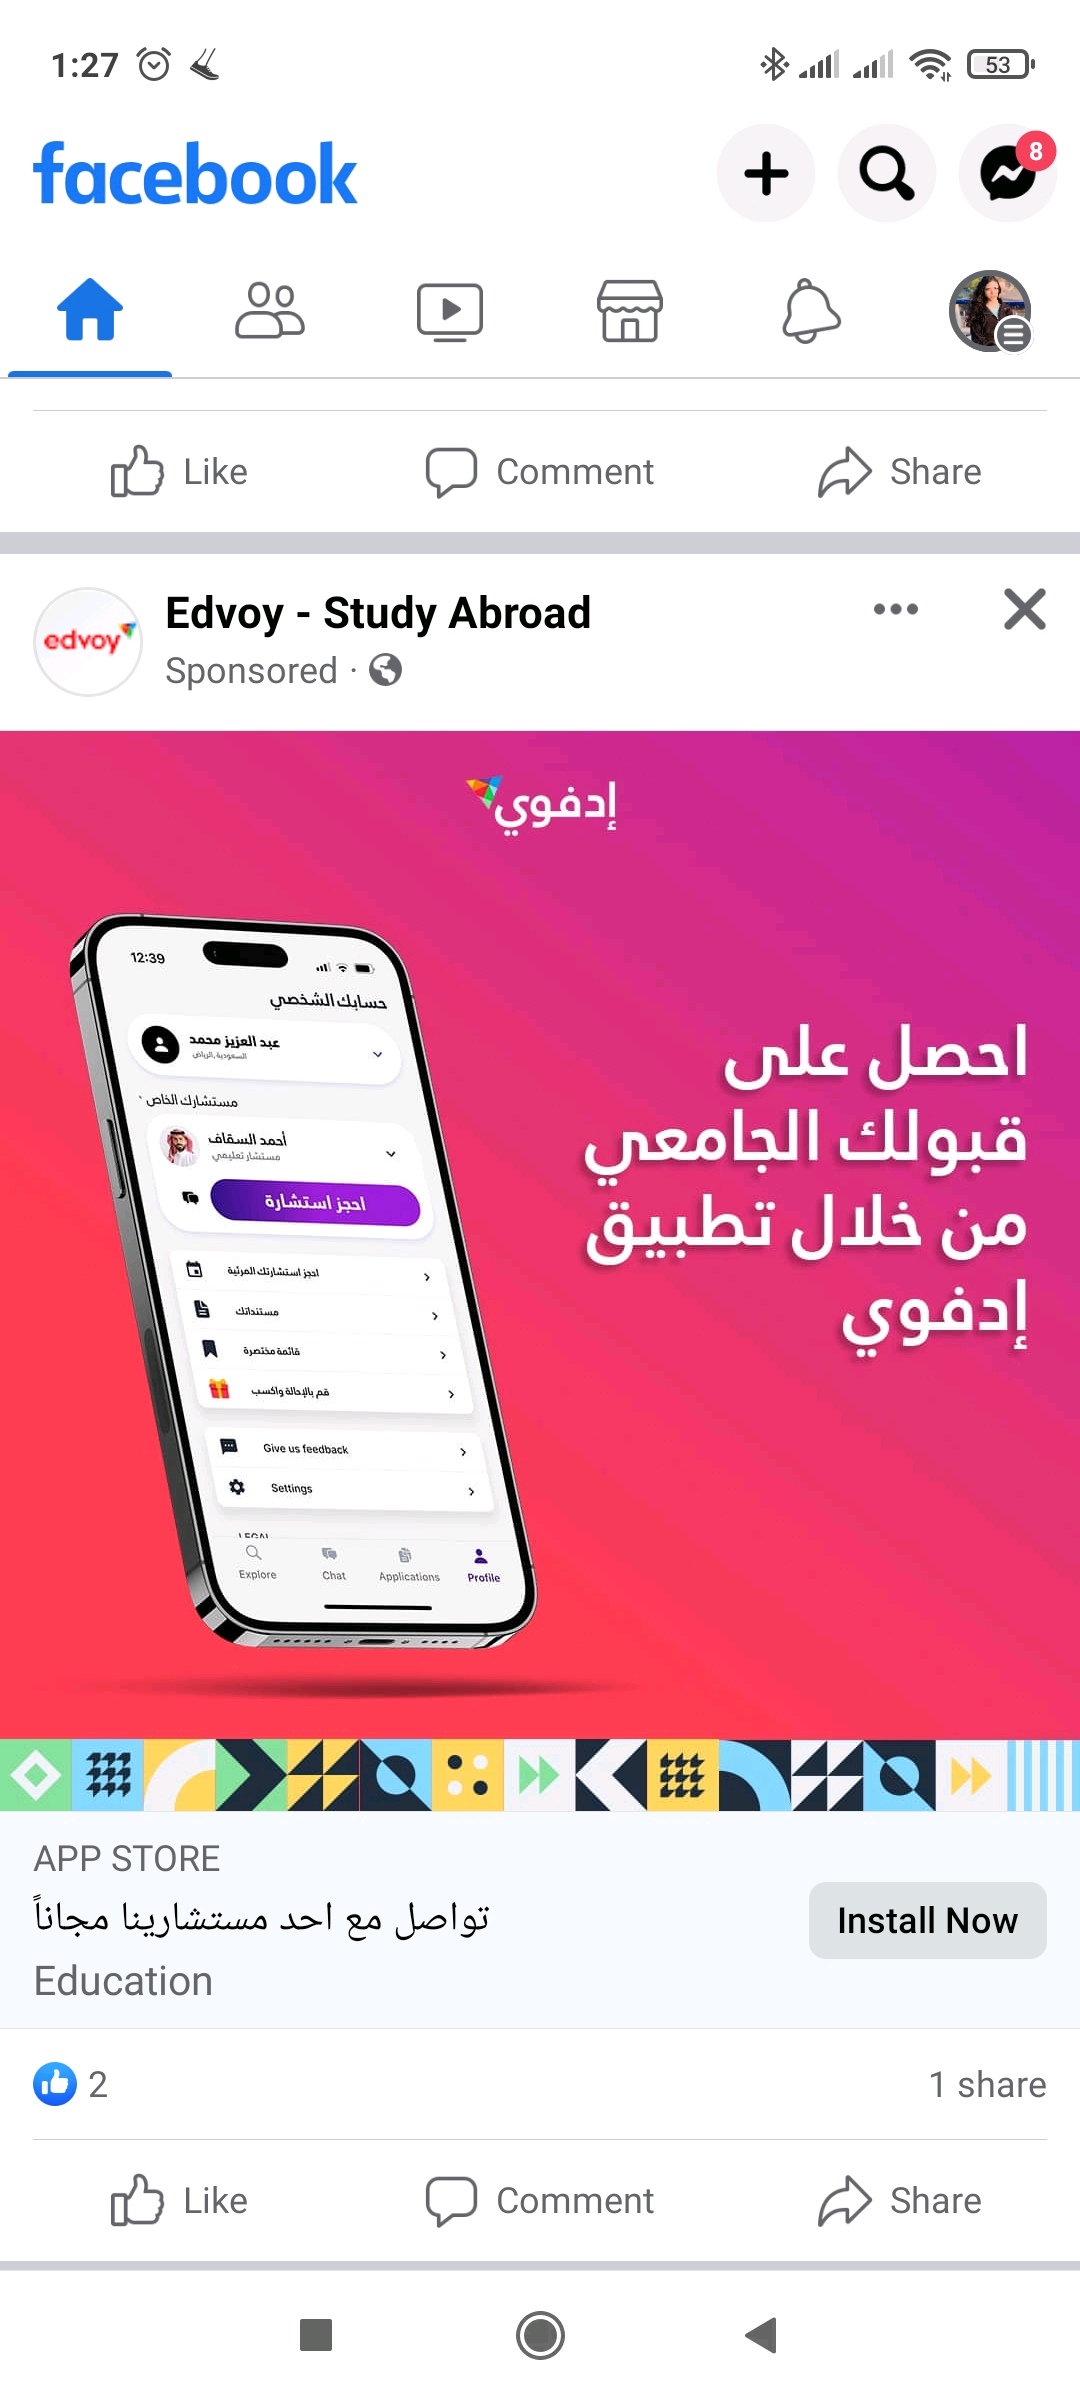 1:27
53
facebook
8
Like
Comment
Share
edvoy
Edvoy - Study Abroad
Sponsored ·
إدفوي
12:39
حسابك الشخصي
عبد العزيز محمد
السعودية, الرياض
مستشارك الخاص
أحمد السقاف
مستشار تعليمي
احجز استشارة
احجز استشارتك المرئية
مستنداتك
قائمة مختصرة
قم بالإحالة واكسب
Give us feedback
Settings
LEGAL
Explore
Chat
Applications
Profile
احصل على
قبولك الجامعي
من خلال تطبيق
إدفوي
APP STORE
تواصل مع احد مستشارينا مجاناً
Install Now
Education
2
1 share
Like
Comment
Share